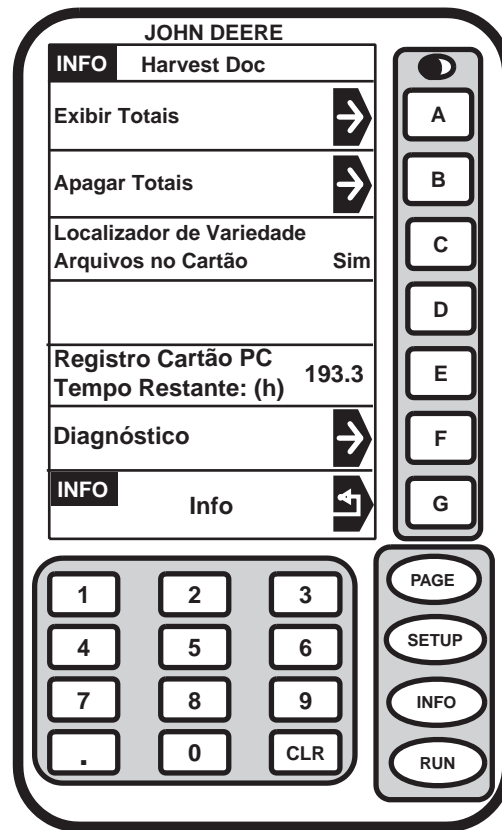 JOHN DEERE
INFO Harvest Doc
Exibir Totais
A
Apagar Totais
B
Localizador de Variedade
Arquivos no Cartão Sim
C
D
Registro Cartão PC
Tempo Restante: (h) 193.3
E
Diagnóstico
F
INFO
Info
G
PAGE
1 2 3
SETUP
4 5 6
INFO
7 8 9
RUN
. 0 CLR